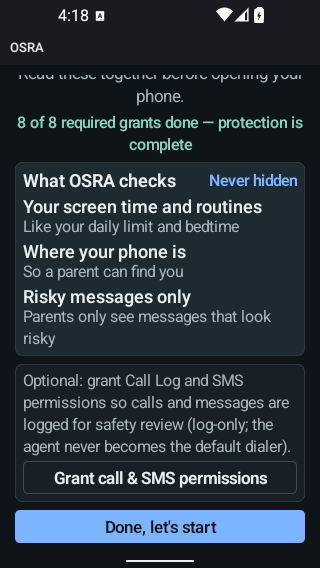 4:18 A
OSRA
Read these together before opening your
phone.
8 of 8 required grants done — protection is
complete
What OSRA checks
Never hidden
Your screen time and routines
Like your daily limit and bedtime
Where your phone is
So a parent can find you
Risky messages only
Parents only see messages that look
risky
Optional: grant Call Log and SMS
permissions so calls and messages are
logged for safety review (log-only; the
agent never becomes the default dialer).
Grant call & SMS permissions
Done, let's start